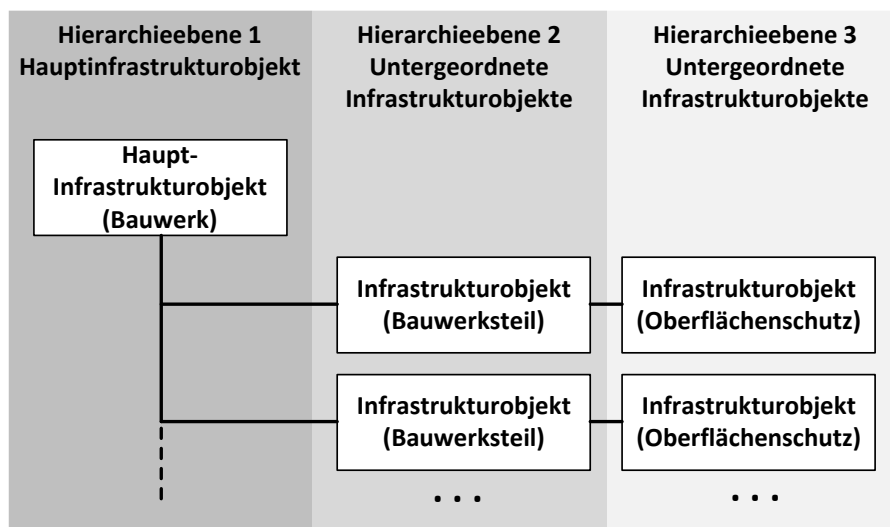 Hierarchieebene 1
Hauptinfrastrukturobjekt
Hierarchieebene 2
Untergeordnete
Infrastrukturobjekte
Hierarchieebene 3
Untergeordnete
Infrastrukturobjekte
Haupt-
Infrastrukturobjekt
(Bauwerk)
Infrastrukturobjekt
(Bauwerksteil)
Infrastrukturobjekt
(Oberflächenschutz)
Infrastrukturobjekt
(Bauwerksteil)
Infrastrukturobjekt
(Oberflächenschutz)
. . .
. . .